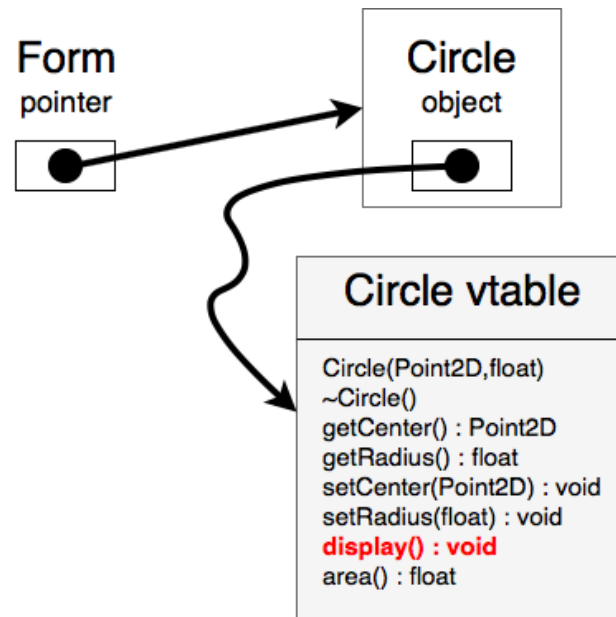 Form
pointer
Circle
object
Circle vtable
Circle(Point2D,float)
~Circle()
getCenter() : Point2D
getRadius() : float
setCenter(Point2D) : void
setRadius(float) : void
display() : void
area() : float